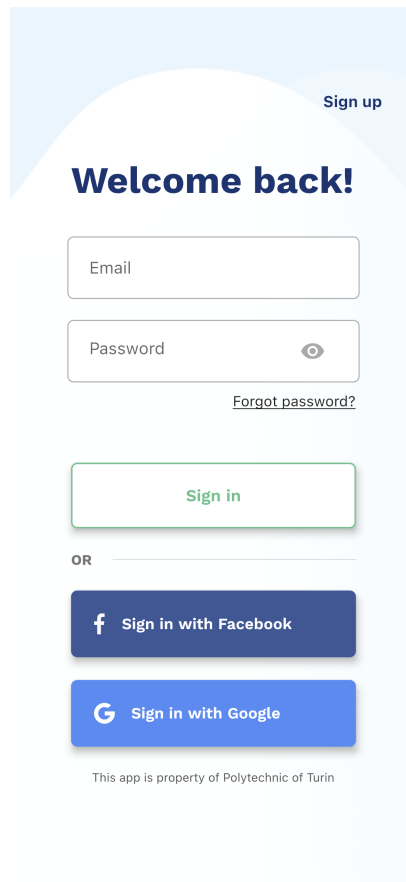 Sign up
Welcome back!
Email
Password
Forgot password?
Sign in
OR
Sign in with Facebook
Sign in with Google
This app is property of Polytechnic of Turin